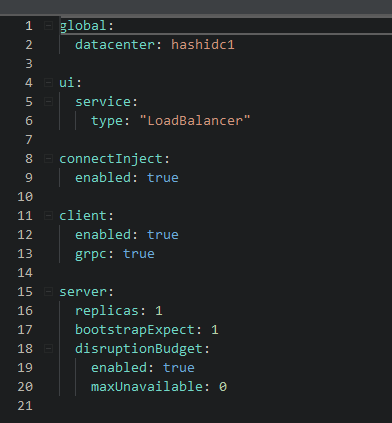 1 global:
2   datacenter: hashidc1
3
4 ui:
5   service:
6     type: "LoadBalancer"
7
8 connectInject:
9   enabled: true
10
11 client:
12   enabled: true
13   grpc: true
14
15 server:
16   replicas: 1
17   bootstrapExpect: 1
18   disruptionBudget:
19     enabled: true
20     maxUnavailable: 0
21